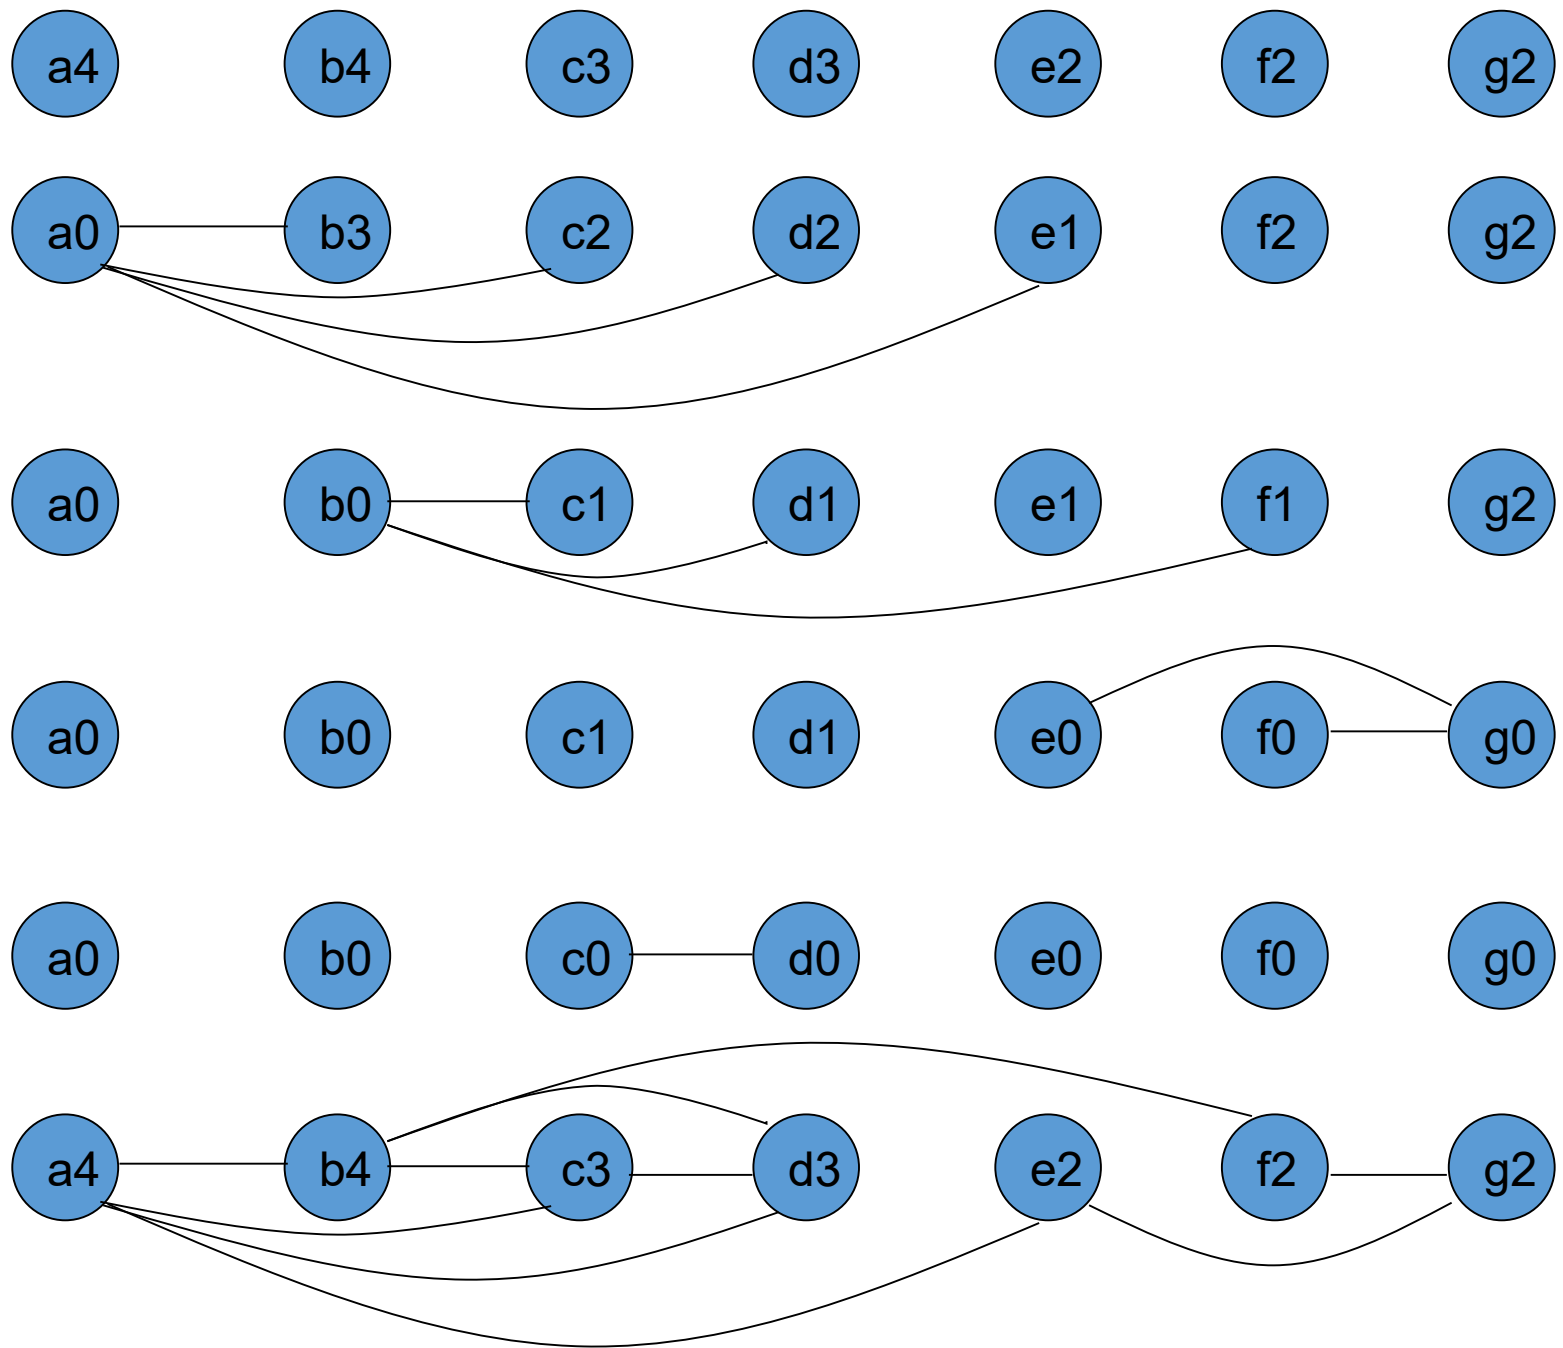 a4 b4 c3 d3 e2 f2 g2
a0 b3 c2 d2 e1 f2 g2
a0 b0 c1 d1 e1 f1 g2
a0 b0 c1 d1 e0 f0 g0
a0 b0 c0 d0 e0 f0 g0
a4 b4 c3 d3 e2 f2 g2